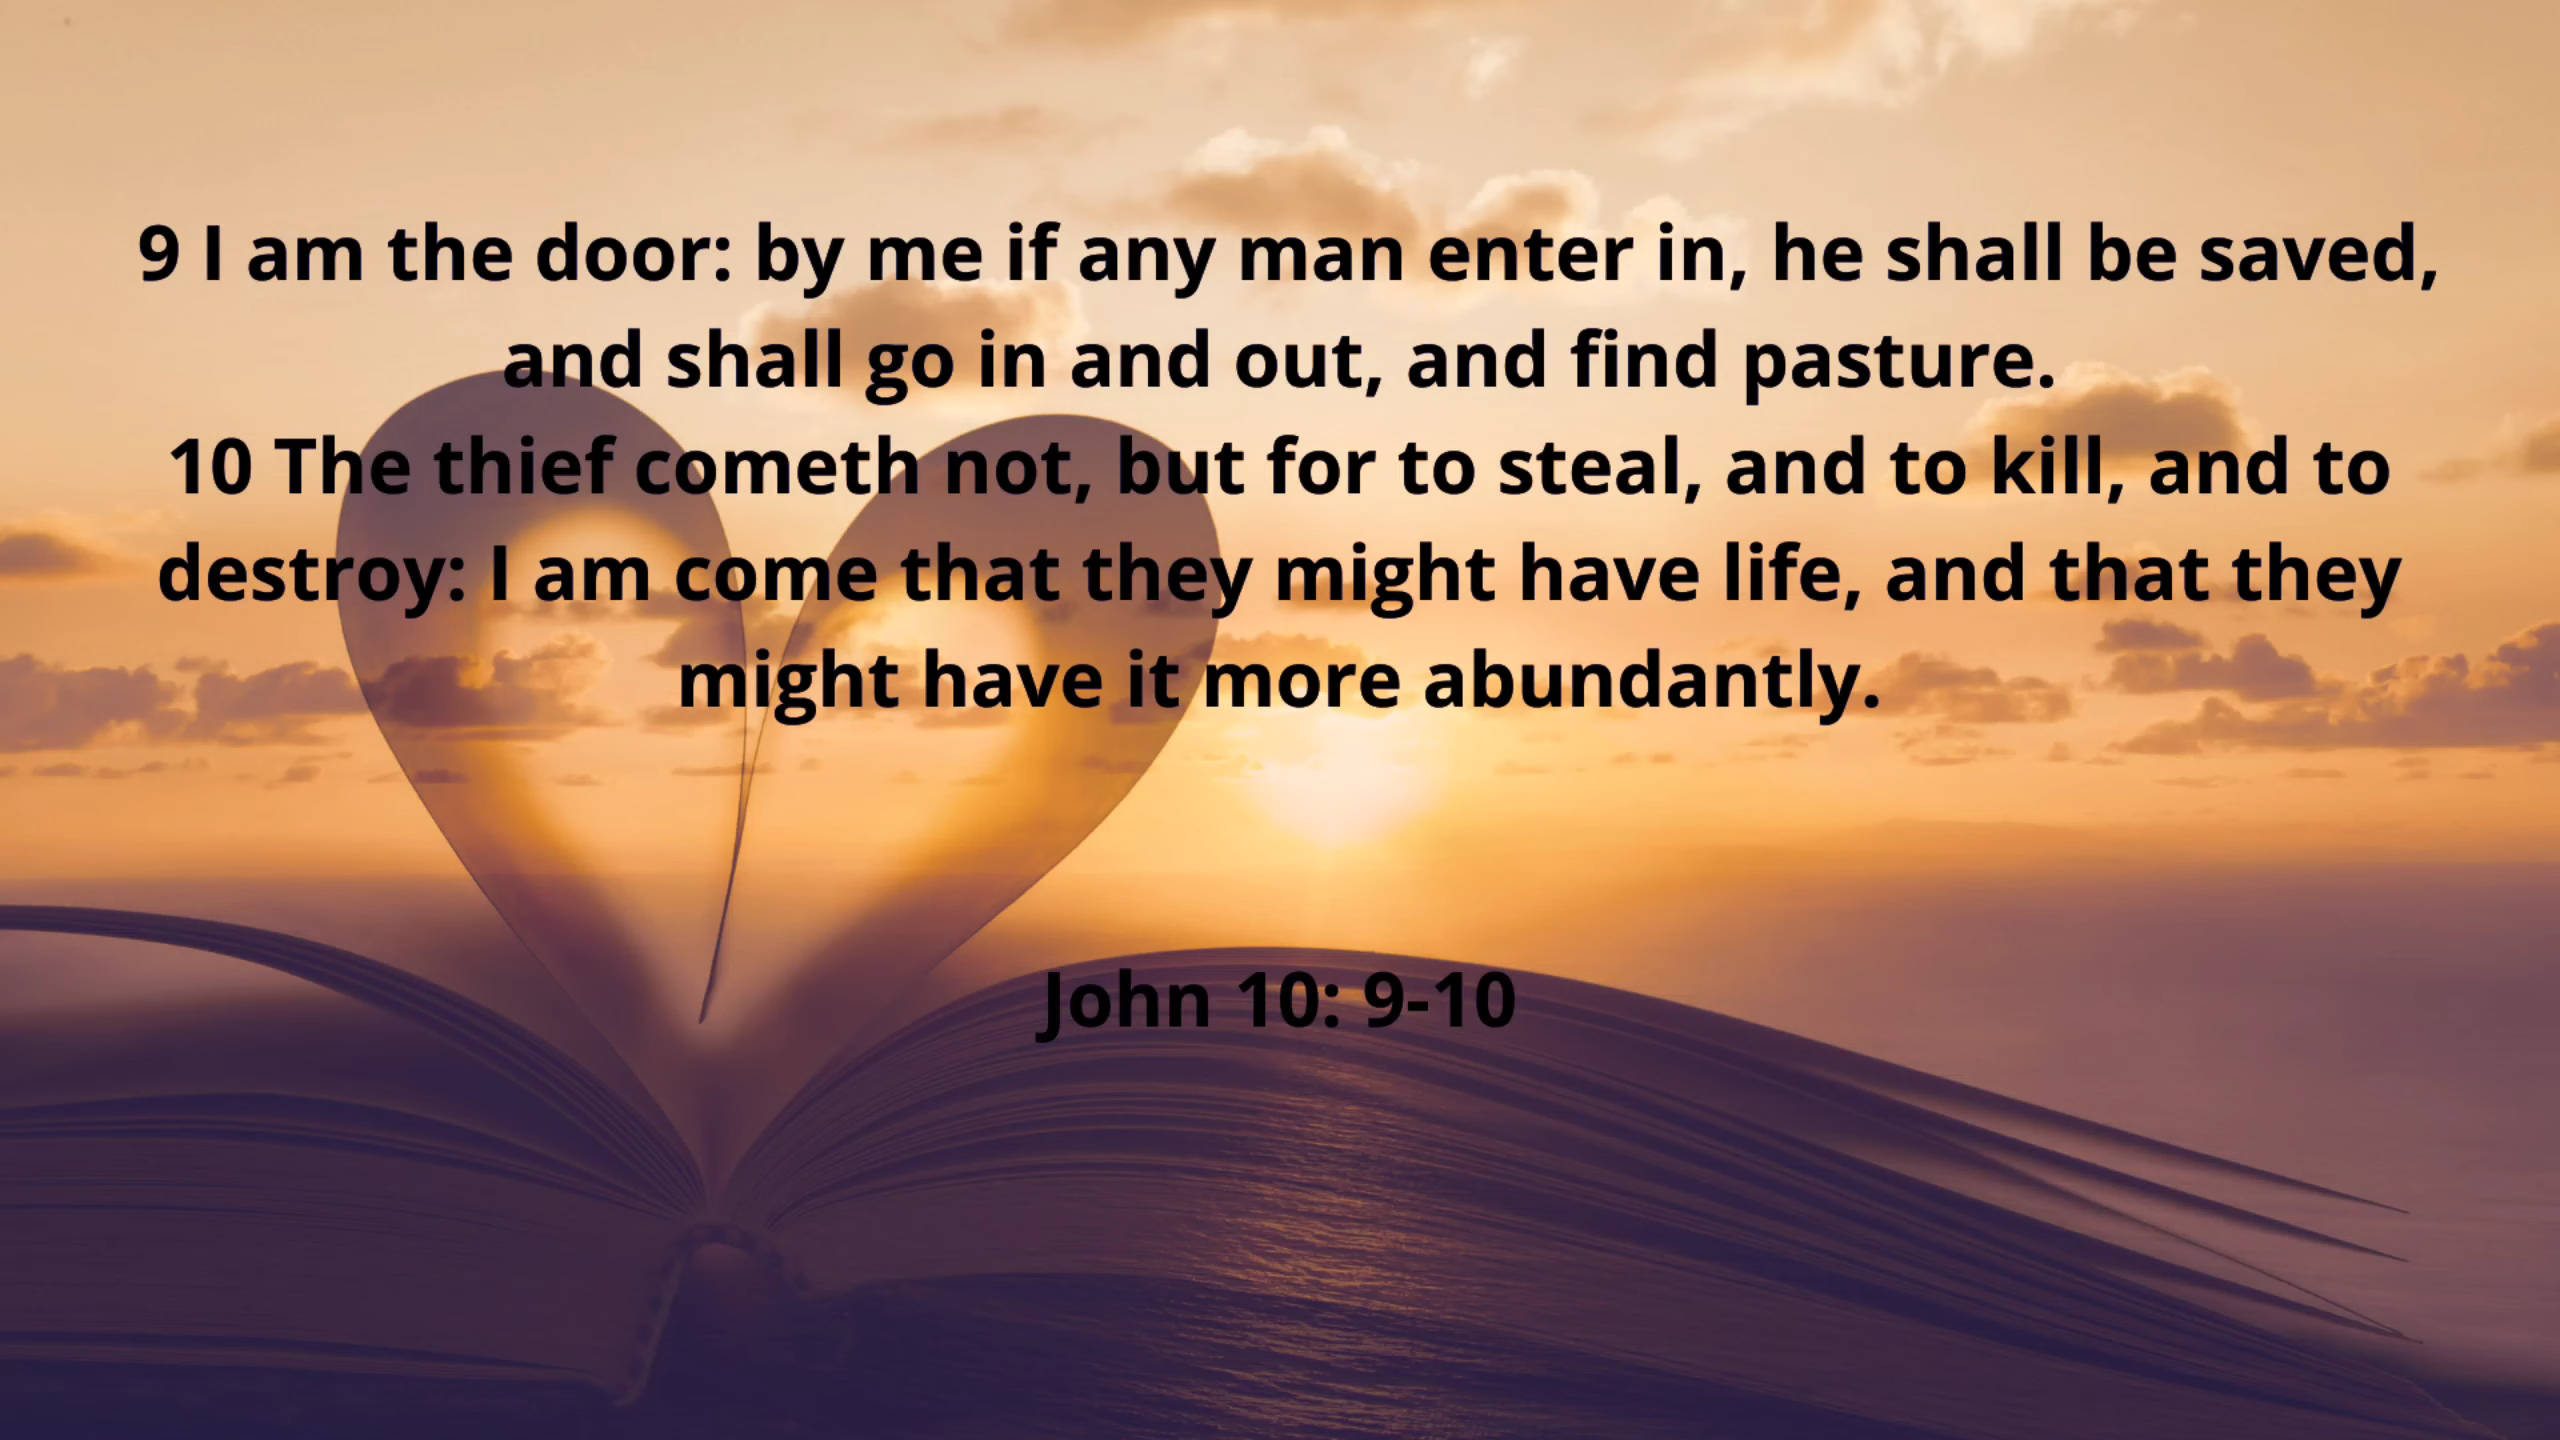 9 I am the door: by me if any man enter in, he shall be saved,
and shall go in and out, and find pasture.
10 The thief cometh not, but for to steal, and to kill, and to
destroy: I am come that they might have life, and that they
might have it more abundantly.
John 10: 9-10